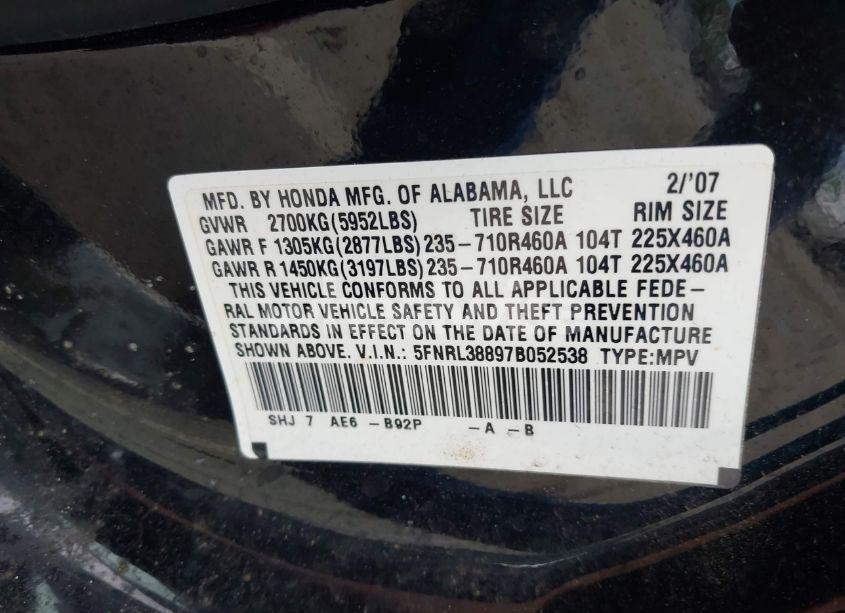 MFD. BY HONDA MFG. OF ALABAMA, LLC 2/'07
GVWR 2700KG(5952LBS) TIRE SIZE RIM SIZE
GAWR F 1305KG(2877LBS) 235-710R460A 104T 225X460A
GAWR R 1450KG(3197LBS) 235-710R460A 104T 225X460A
THIS VEHICLE CONFORMS TO ALL APPLICABLE FEDE-
RAL MOTOR VEHICLE SAFETY AND THEFT PREVENTION
STANDARDS IN EFFECT ON THE DATE OF MANUFACTURE
SHOWN ABOVE. V.I.N.: 5FNRL38897B052538 TYPE:MPV
SHJ 7 AE6 -B92P -A -B